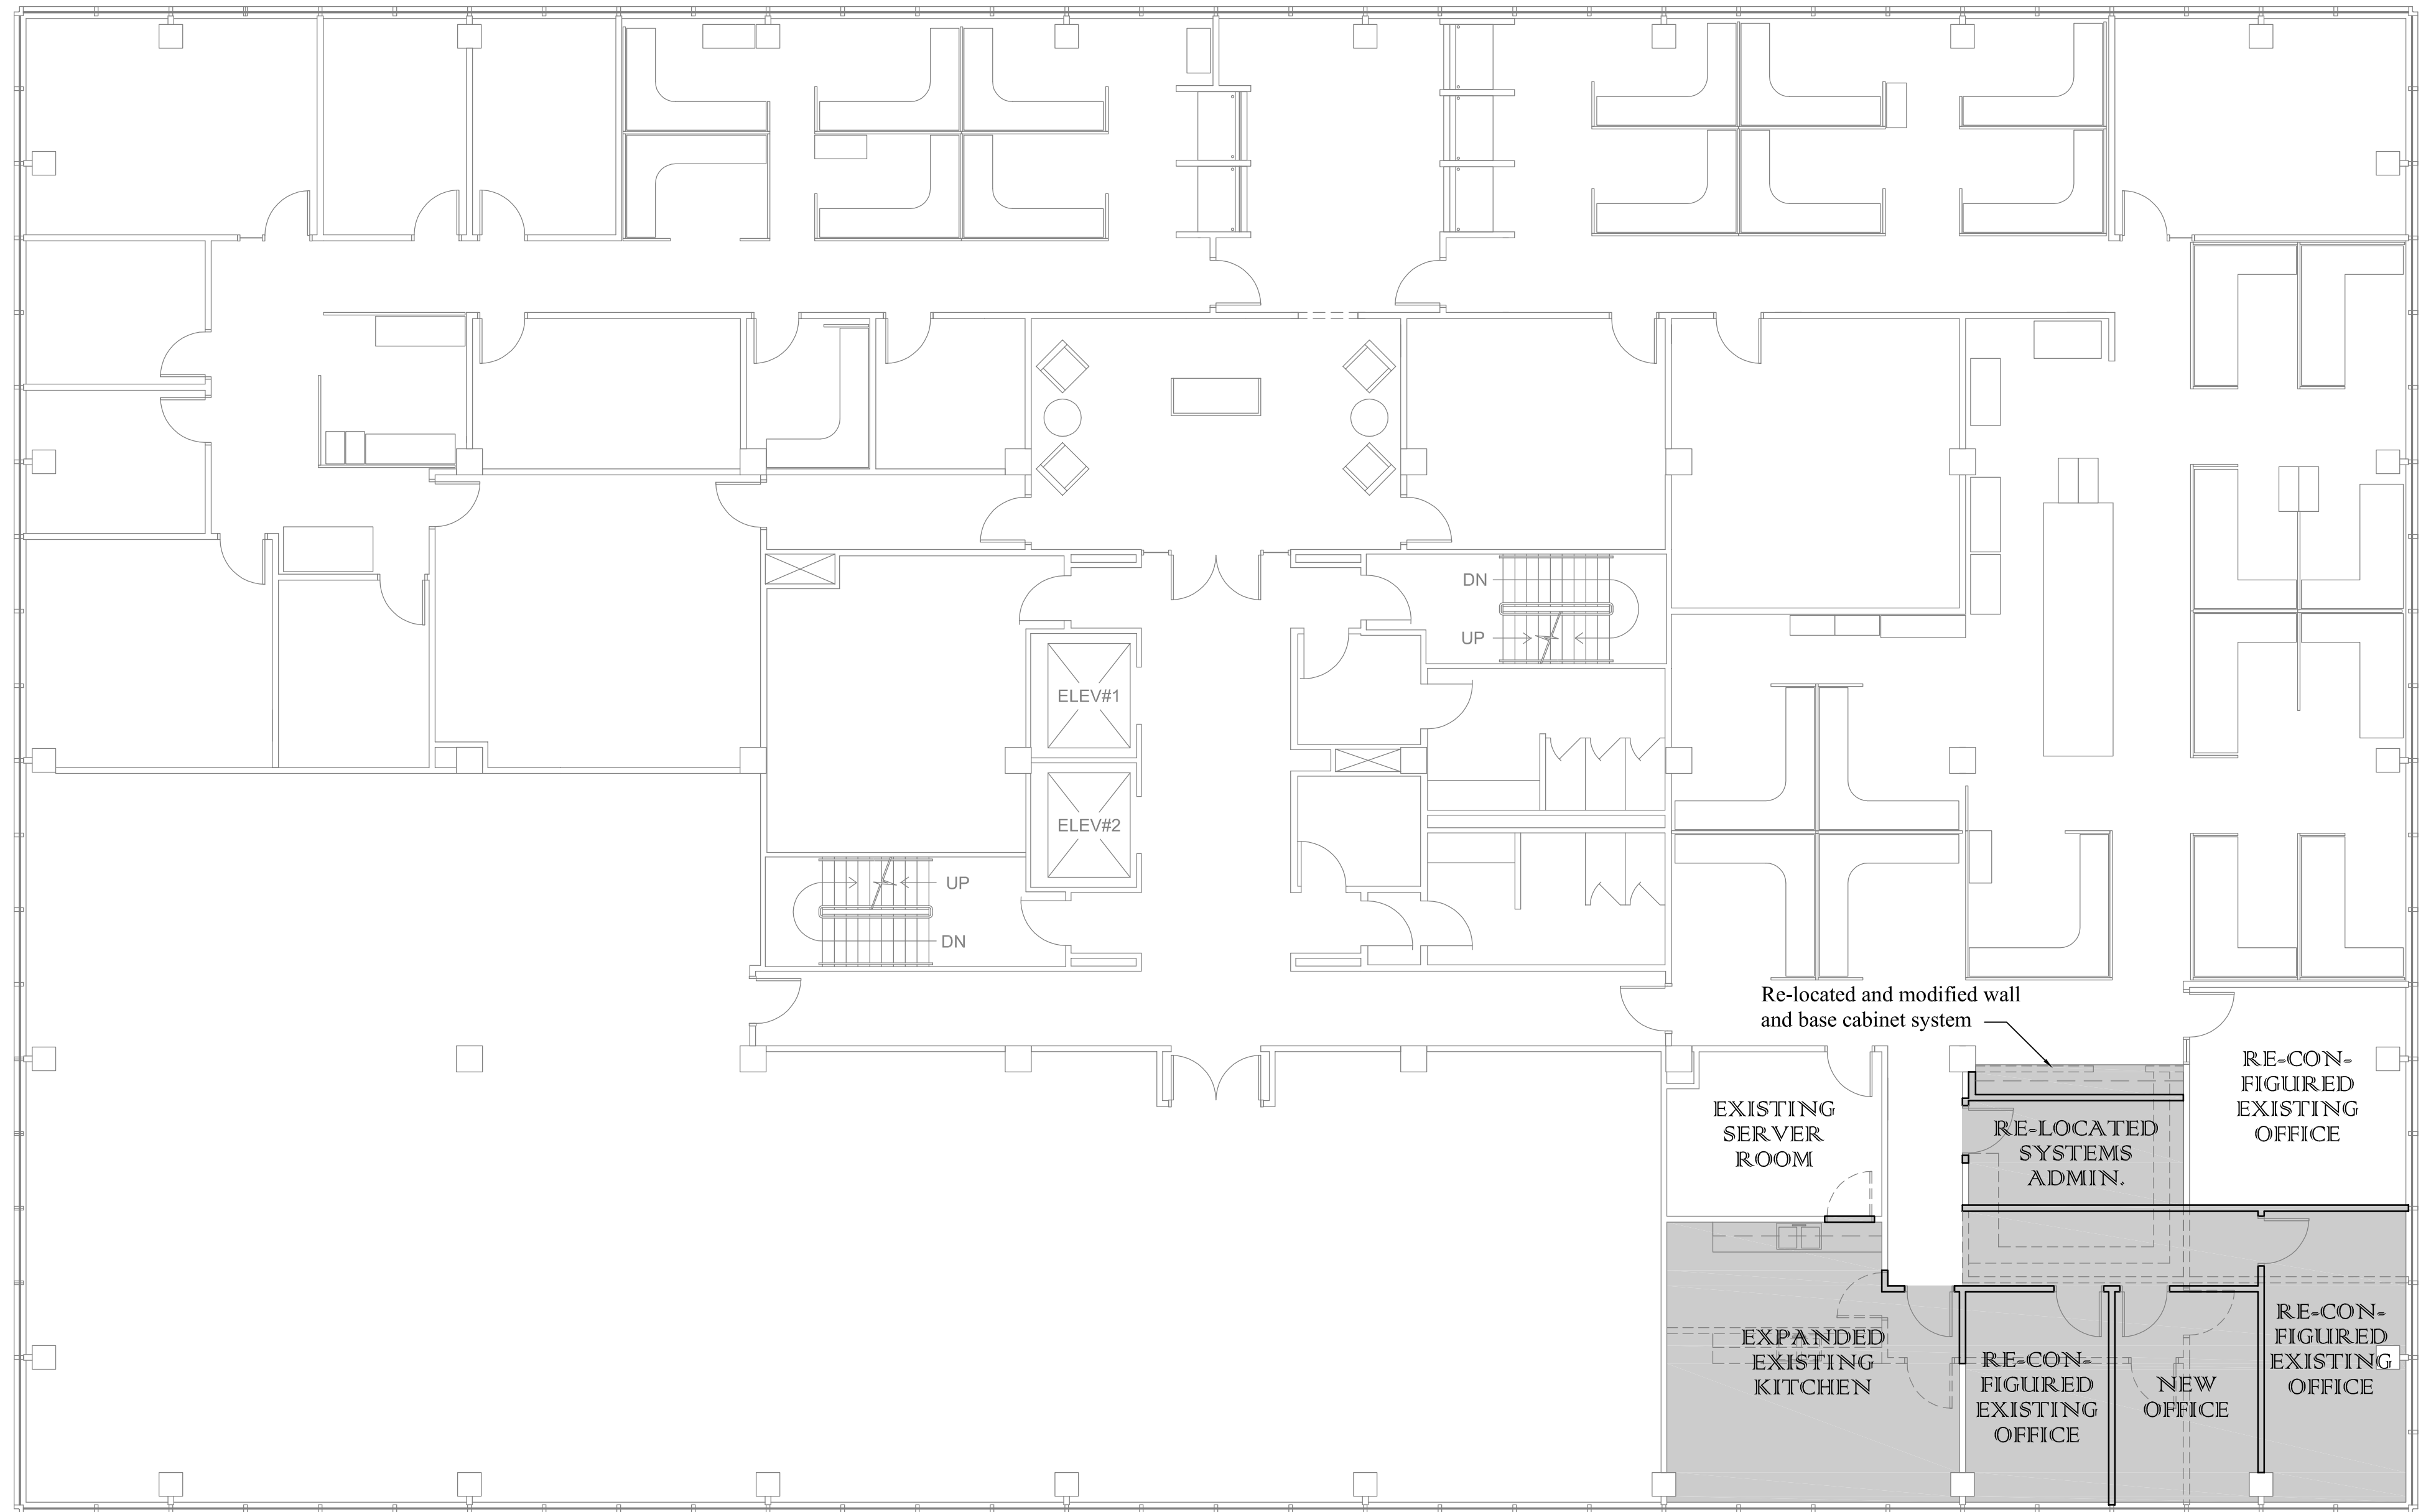 DN
UP
ELEV#1
ELEV#2
UP
DN
Re-located and modified wall
and base cabinet system
RE-CON-
FIGURED
EXISTING
OFFICE
EXISTING
SERVER
ROOM
RE-LOCATED
SYSTEMS
ADMIN.
EXPANDED
EXISTING
KITCHEN
RE-CON-
FIGURED
EXISTING
OFFICE
NEW
OFFICE
RE-CON-
FIGURED
EXISTING
OFFICE